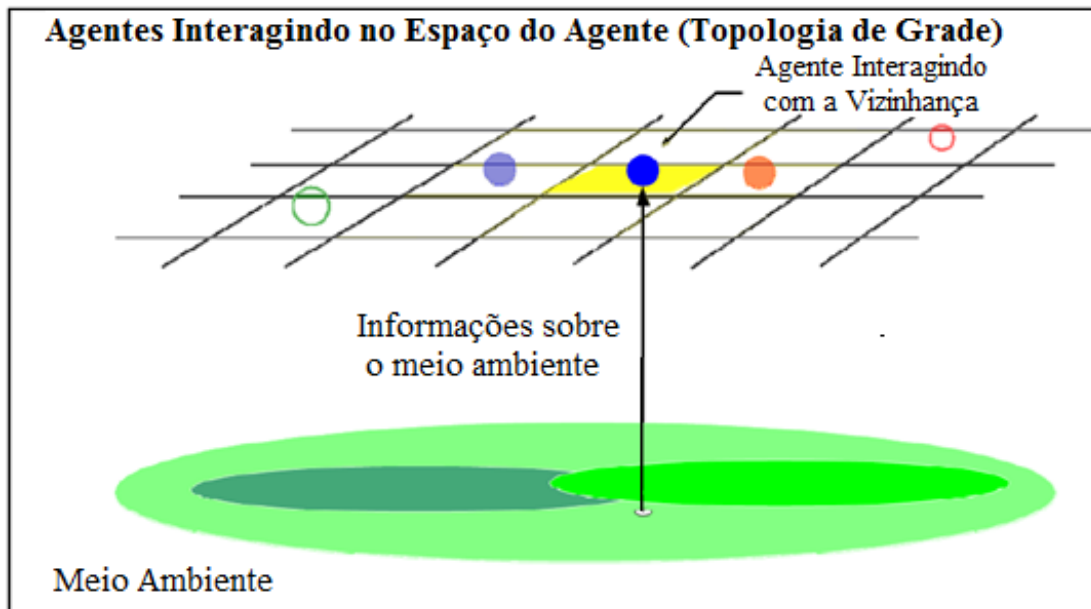 Agentes Interagindo no Espaço do Agente (Topologia de Grade)
Agente Interagindo
com a Vizinhança
Informações sobre
o meio ambiente
Meio Ambiente